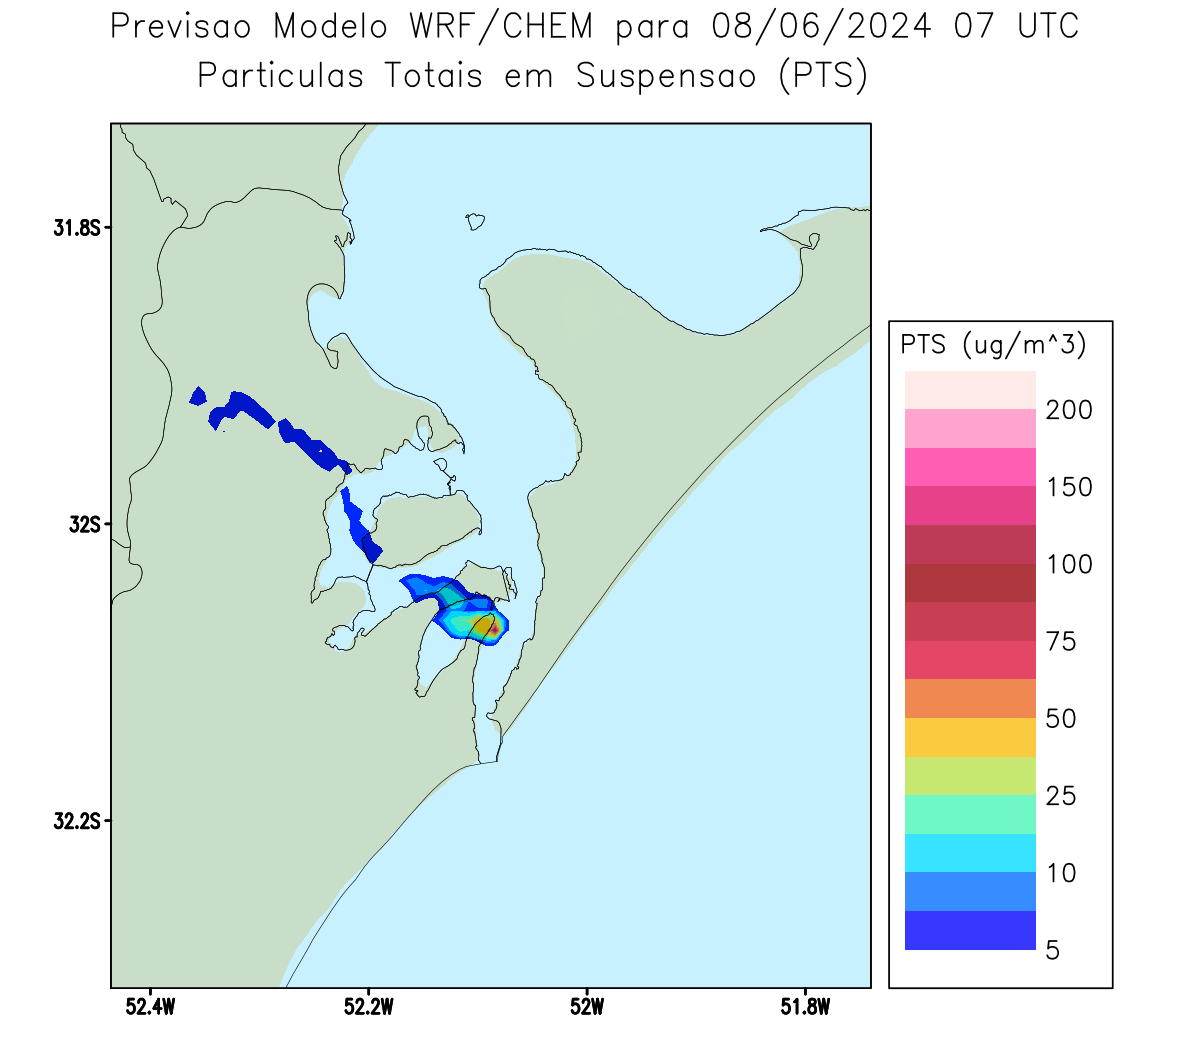 Previsao Modelo WRF/CHEM para 08/06/2024 07 UTC
Particulas Totais em Suspensao (PTS)
31.8S
32S
32.2S
52.4W
52.2W
52W
51.8W
PTS (ug/m^3)
200
150
100
75
50
25
10
5